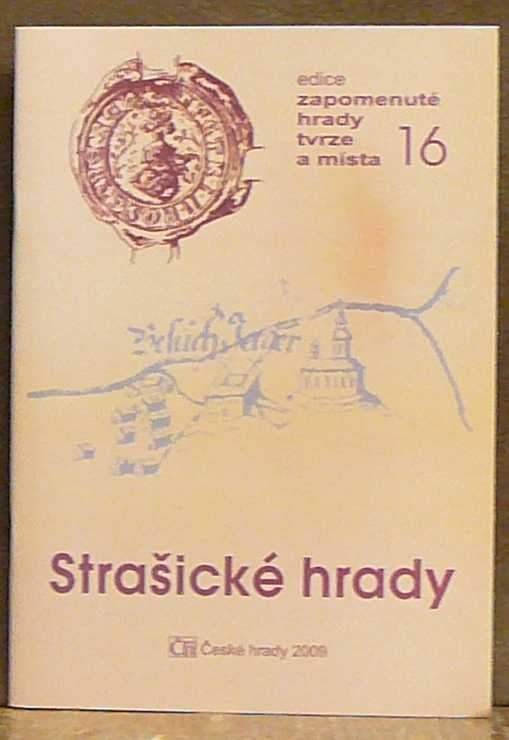 edice
zapomenuté
hrady
tvrze
a místa 16
Strašické hrady
České hrady 2009